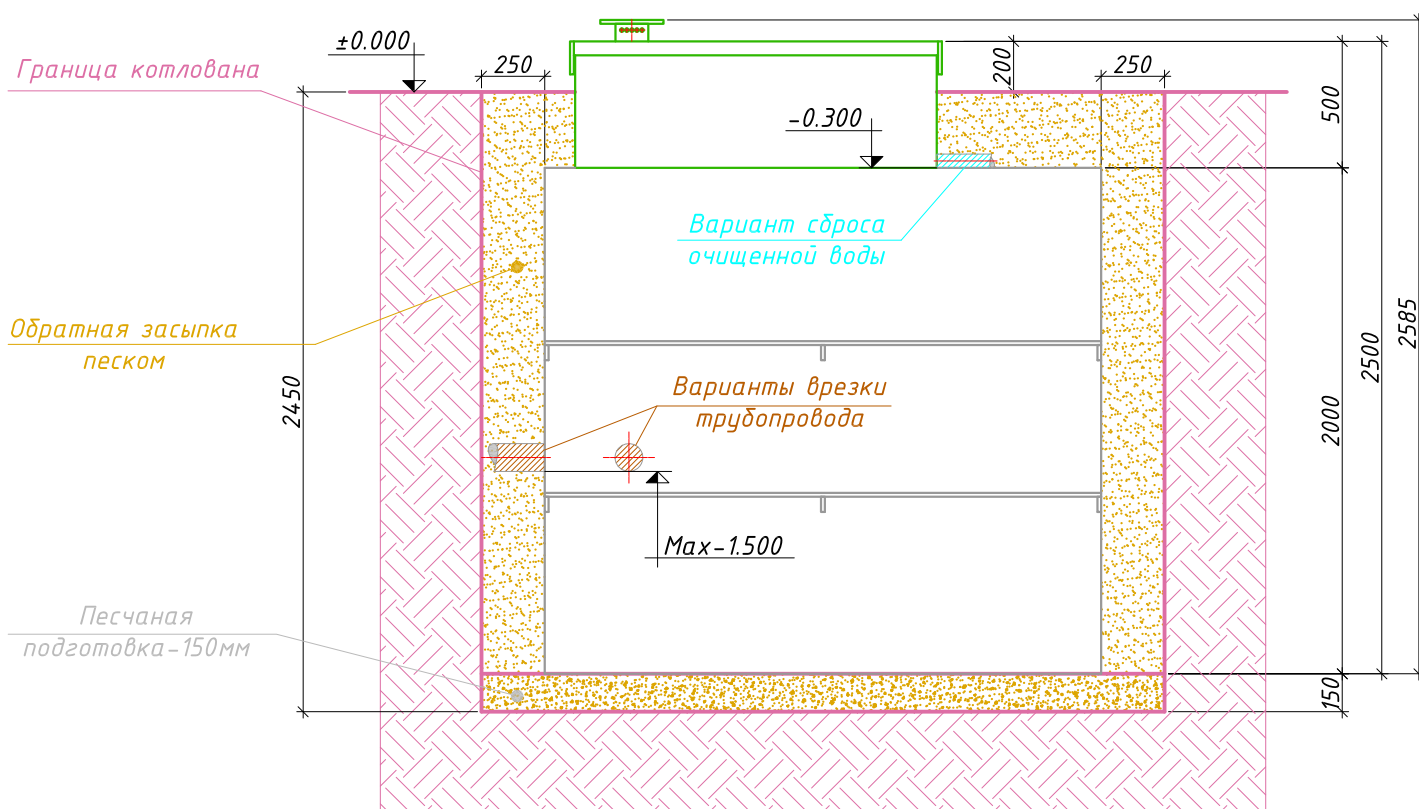 ±0.000
Граница котлована
250
200
250
500
-0.300
Вариант сброса
очищенной воды
2585
2500
Обратная засыпка
песком
2450
Варианты врезки
трубопровода
2000
Max-1.500
Песчаная
подготовка-150мм
150